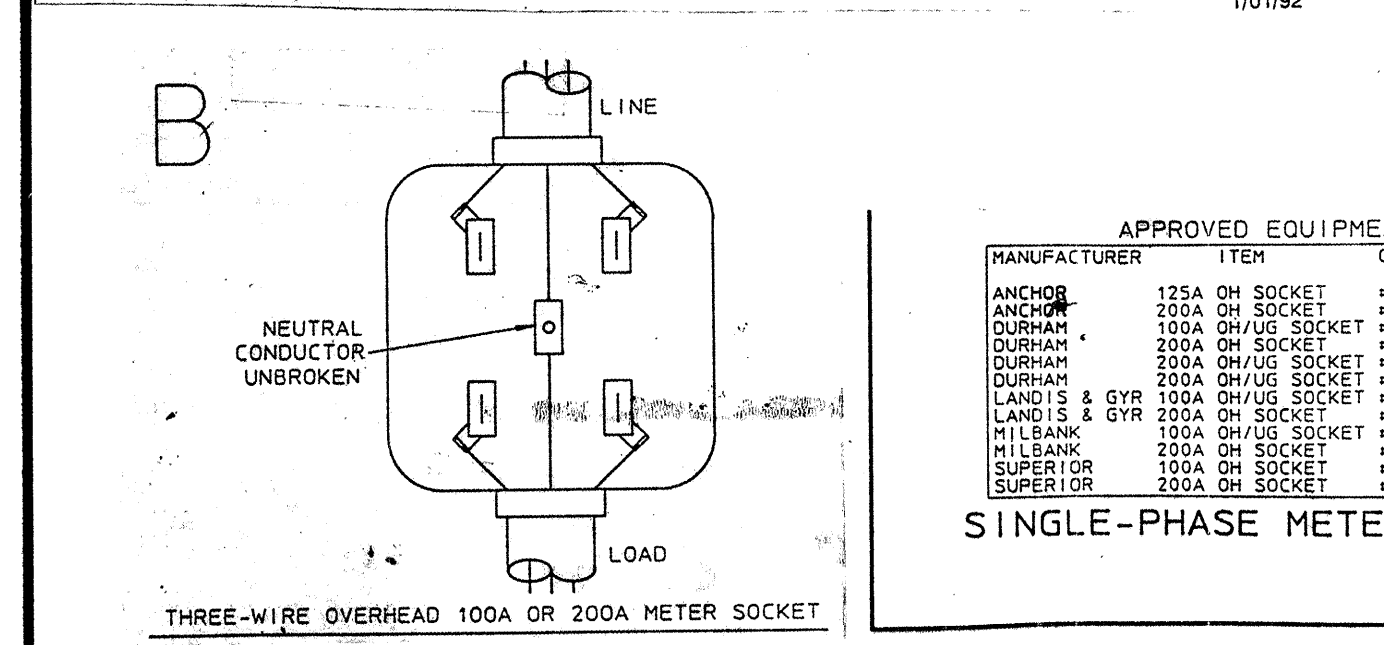 1/01/92
B
LINE
NEUTRAL
CONDUCTOR
UNBROKEN
LOAD
THREE-WIRE OVERHEAD 100A OR 200A METER SOCKET
APPROVED EQUIPME
MANUFACTURER ITEM
ANCHOR 125A OH SOCKET
ANCHOR 200A OH SOCKET
DURHAM 100A OH/UG SOCKET
DURHAM 200A OH SOCKET
DURHAM 200A OH/UG SOCKET
DURHAM 200A OH/UG SOCKET
LANDIS & GYR 100A OH/UG SOCKET
LANDIS & GYR 200A OH SOCKET
MILBANK 100A OH/UG SOCKET
MILBANK 200A OH SOCKET
SUPERIOR 100A OH SOCKET
SUPERIOR 200A OH SOCKET
SINGLE-PHASE METE